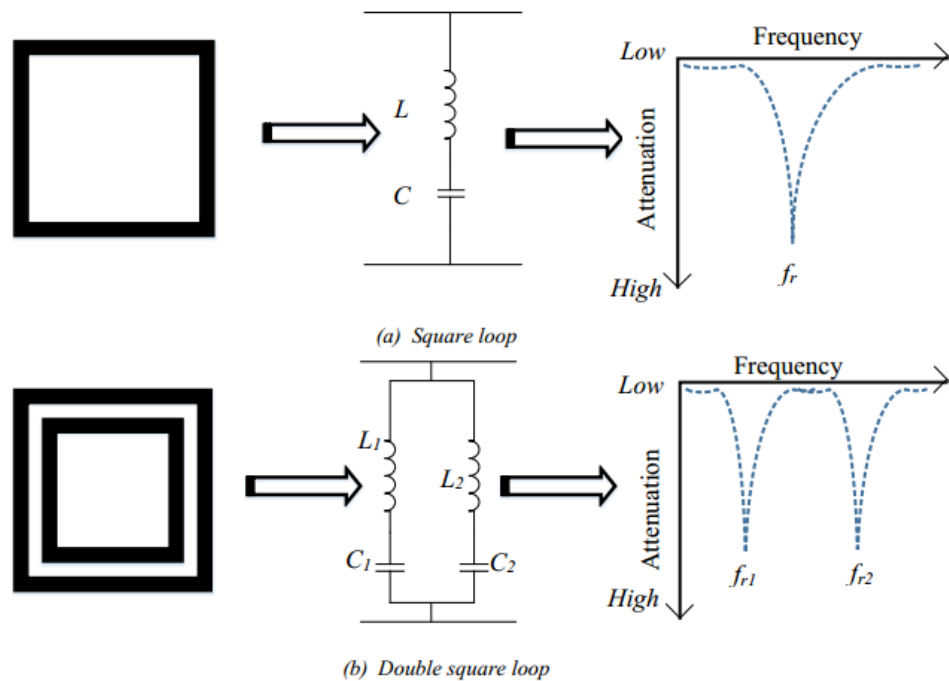 Low
Frequency
L
C
Attenuation
High
fr
(a) Square loop
Low
Frequency
L1
L2
C1
C2
Attenuation
fr1
fr2
High
(b) Double square loop